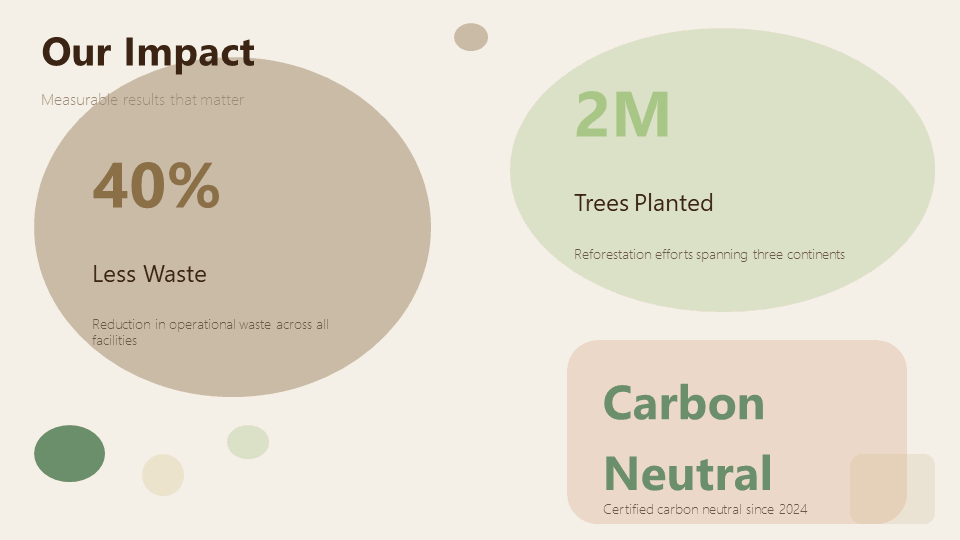 Our Impact
Measurable results that matter
40%
Less Waste
Reduction in operational waste across all
facilities
2M
Trees Planted
Reforestation efforts spanning three continents
Carbon
Neutral
Certified carbon neutral since 2024